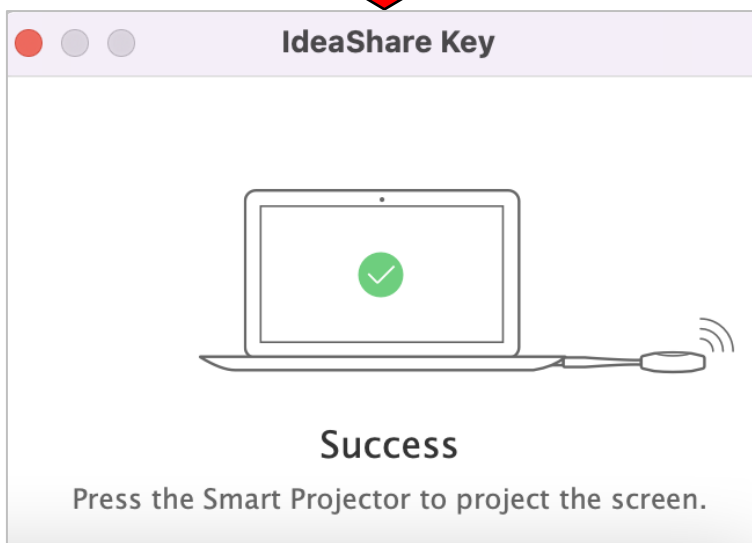 IdeaShare Key
Success
Press the Smart Projector to project the screen.